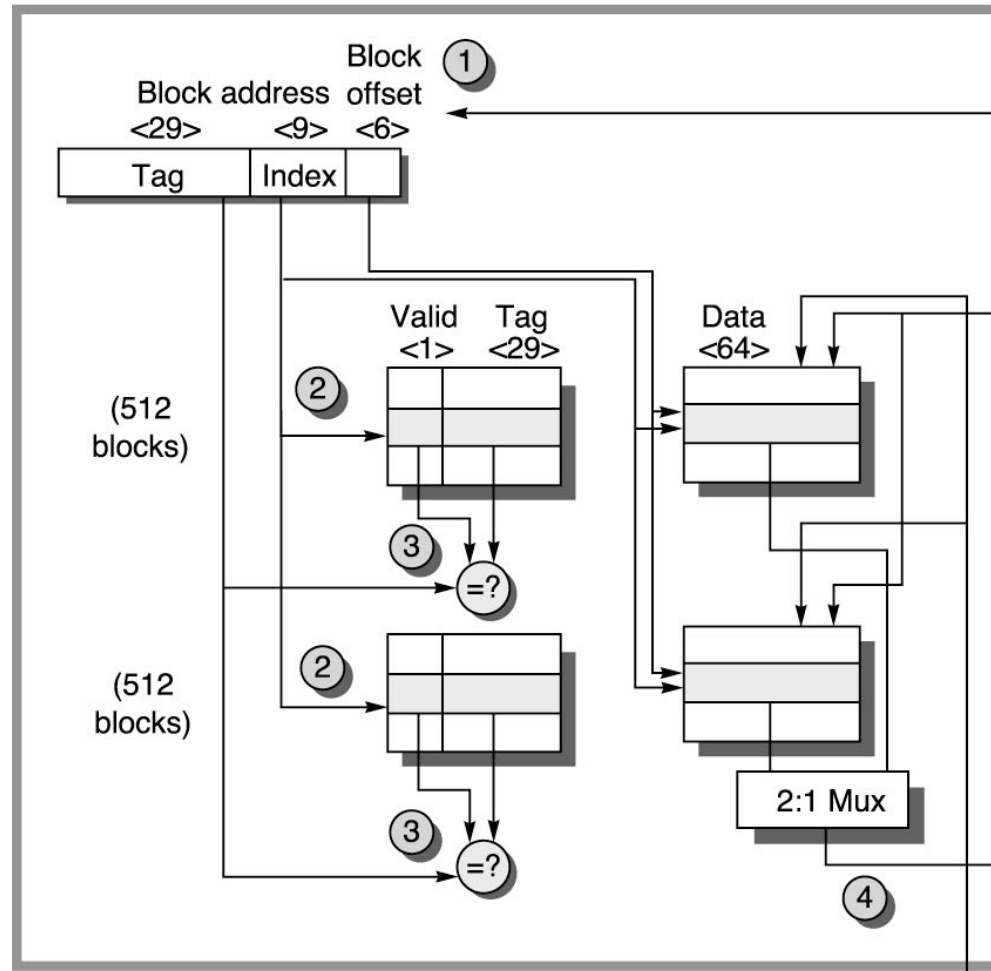 Block
offset
1
Block address
<29> <9> <6>
Tag Index
Valid Tag Data
<1> <29> <64>
(512
blocks)
2
3
=?
(512
blocks)
2
3
=?
2:1 Mux
4